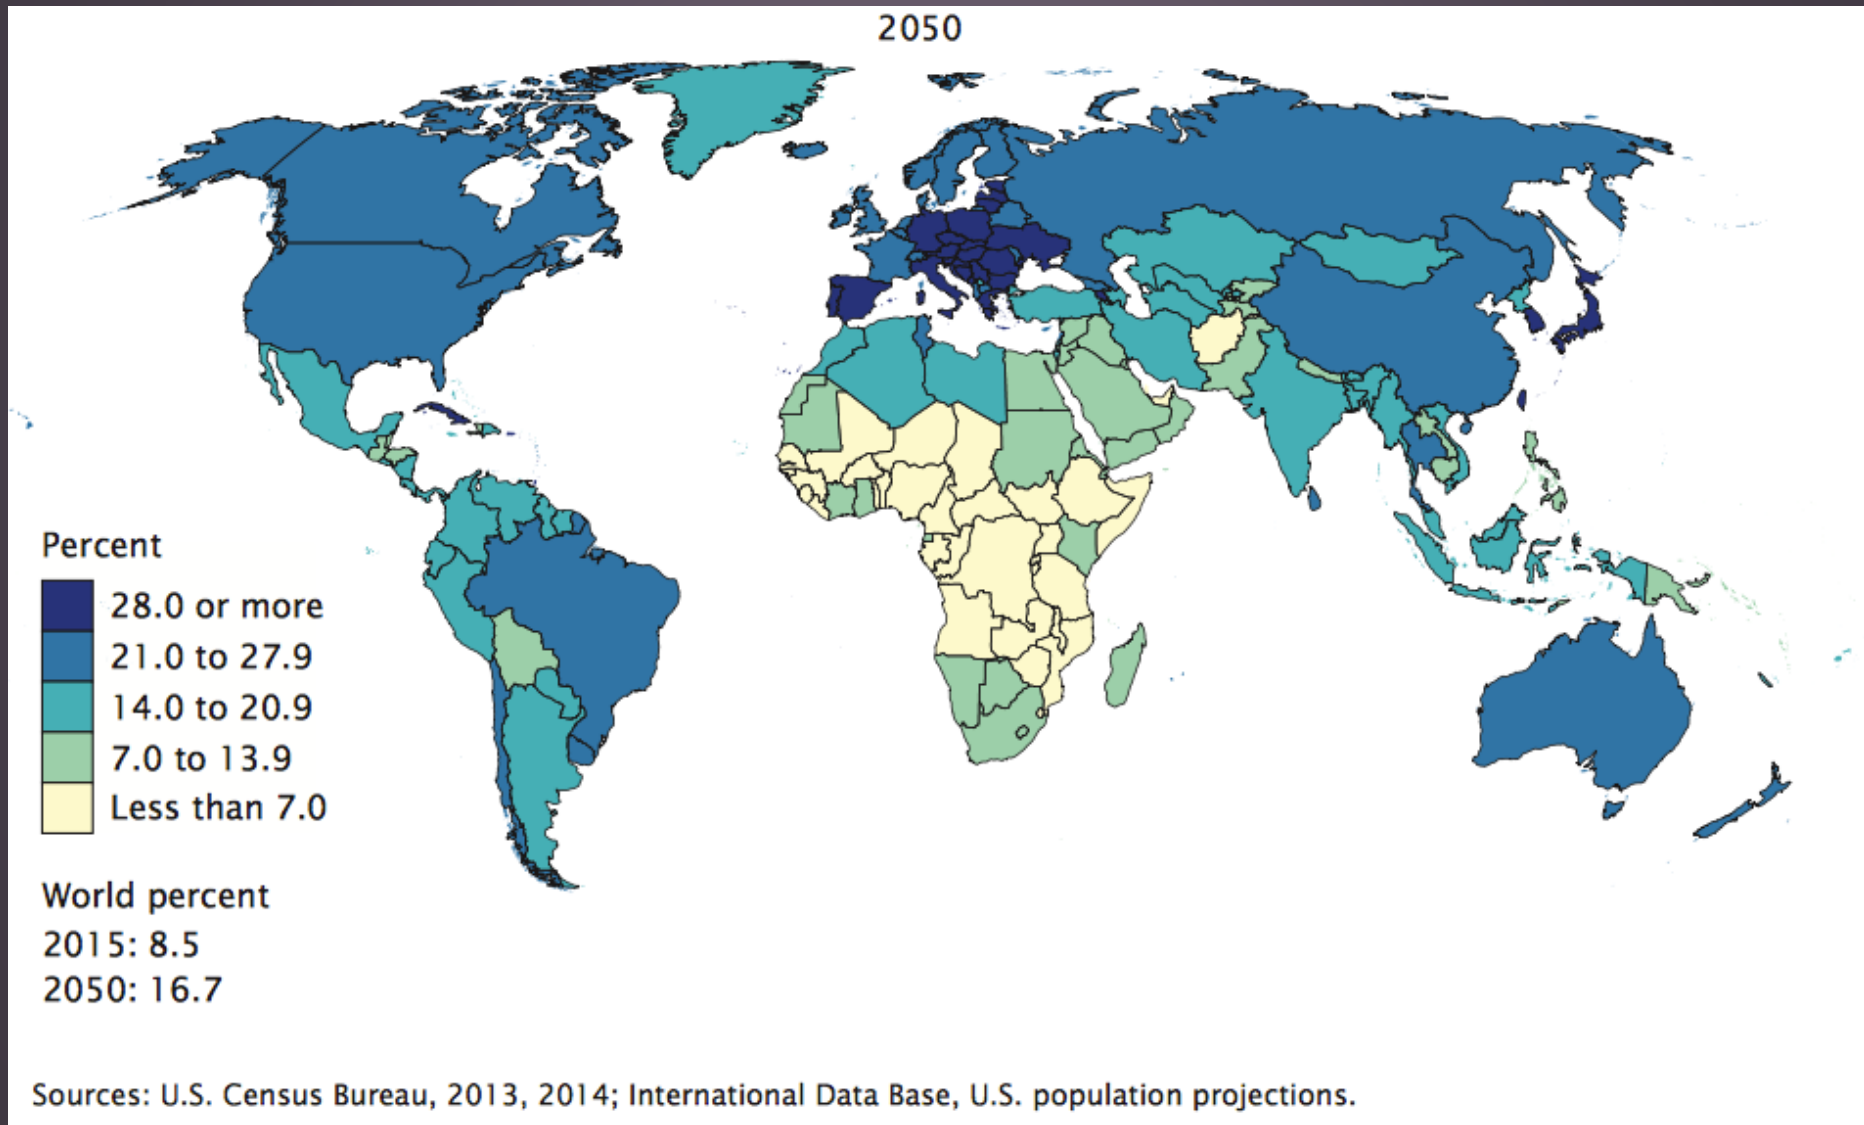 2050
Percent
28.0 or more
21.0 to 27.9
14.0 to 20.9
7.0 to 13.9
Less than 7.0
World percent
2015: 8.5
2050: 16.7
Sources: U.S. Census Bureau, 2013, 2014; International Data Base, U.S. population projections.